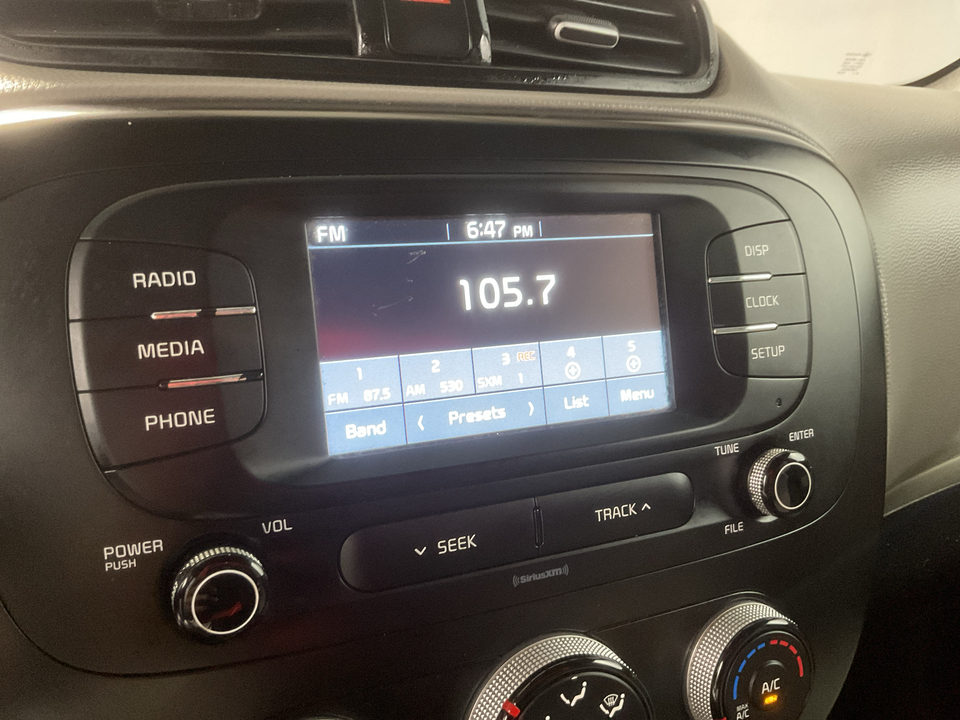 FM 6:47 PM
105.7
1 2 3 REC 4 5
FM 87.5 AM 530 SXM 1
Band Presets List Menu
RADIO
MEDIA
PHONE
DISP
CLOCK
SETUP
TUNE ENTER
FILE
VOL
POWER
PUSH
SEEK TRACK
SiriusXM
A/C
MAX
A/C